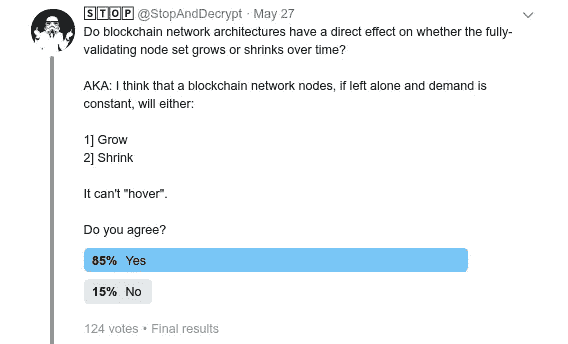 🅂🅃🄾🄿 @StopAndDecrypt · May 27
Do blockchain network architectures have a direct effect on whether the fully-
validating node set grows or shrinks over time?
AKA: I think that a blockchain network nodes, if left alone and demand is
constant, will either:
1] Grow
2] Shrink
It can't "hover".
Do you agree?
85% Yes
15% No
124 votes • Final results